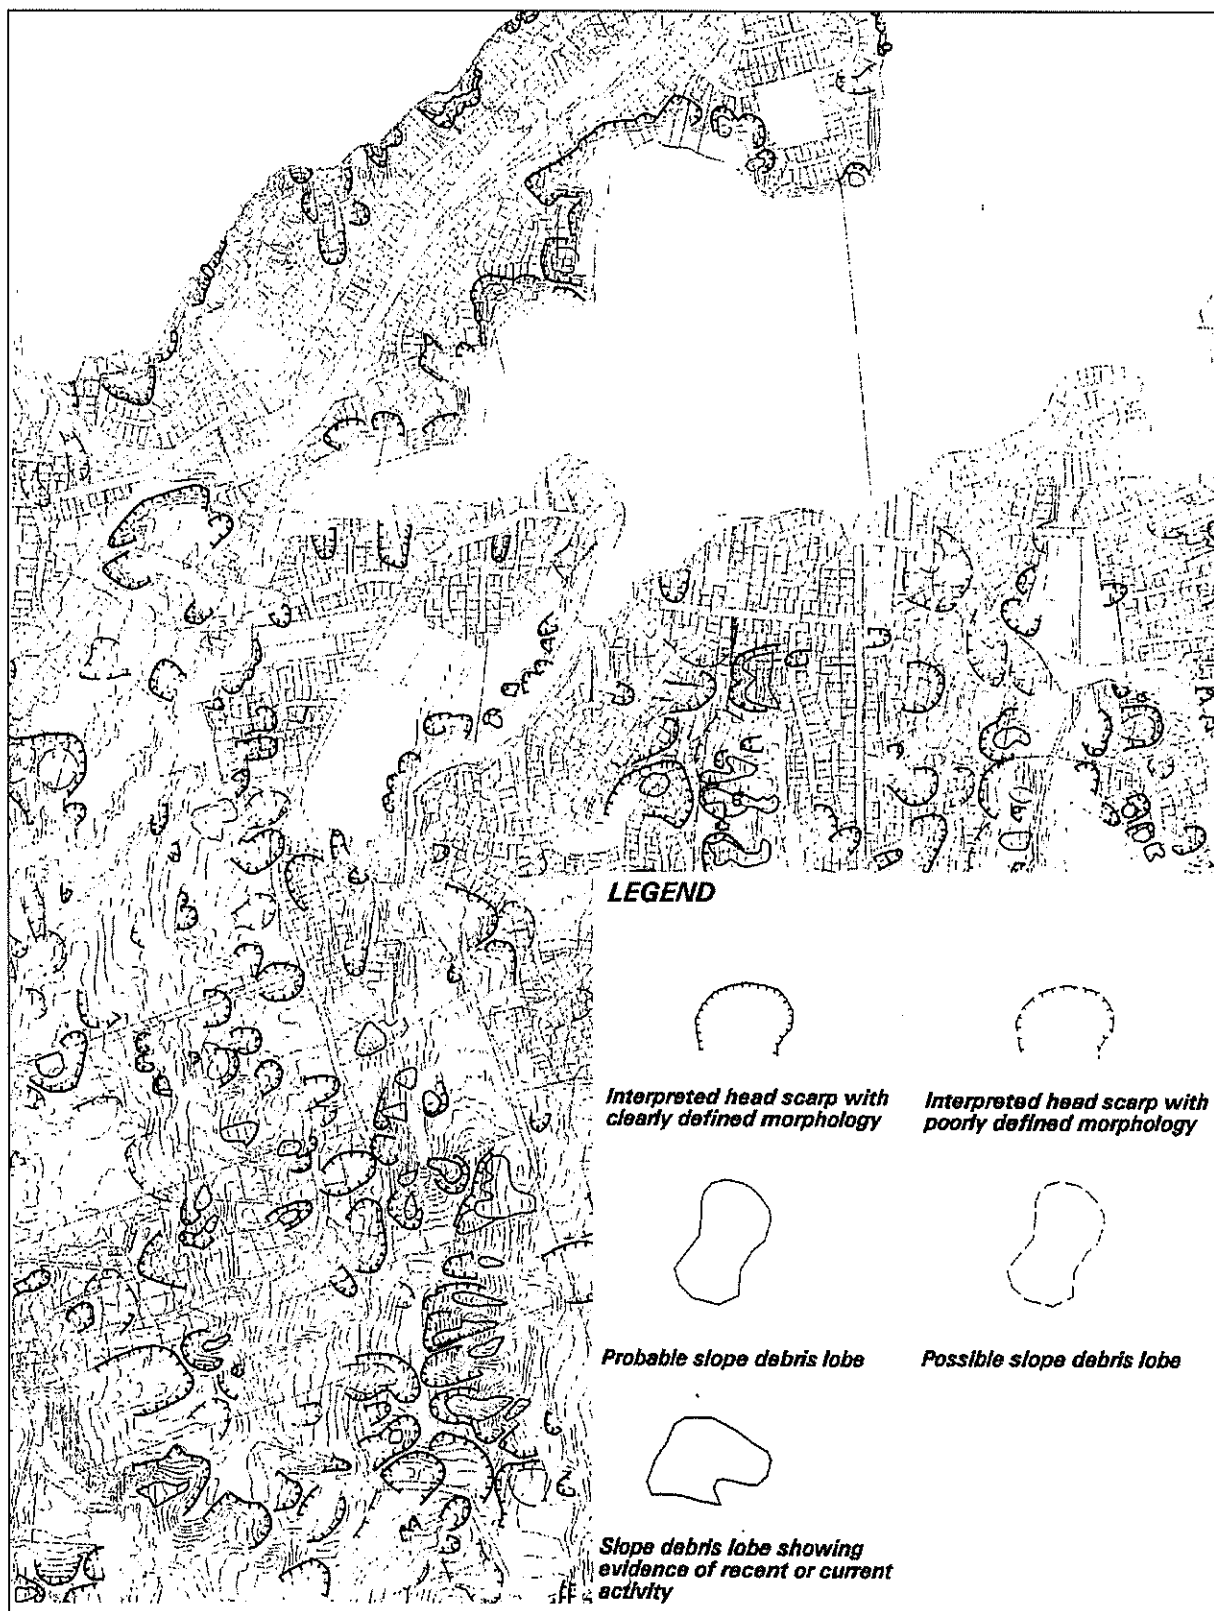 LEGEND
Interpreted head scarp with
clearly defined morphology
Interpreted head scarp with
poorly defined morphology
Probable slope debris lobe
Possible slope debris lobe
Slope debris lobe showing
evidence of recent or current
activity